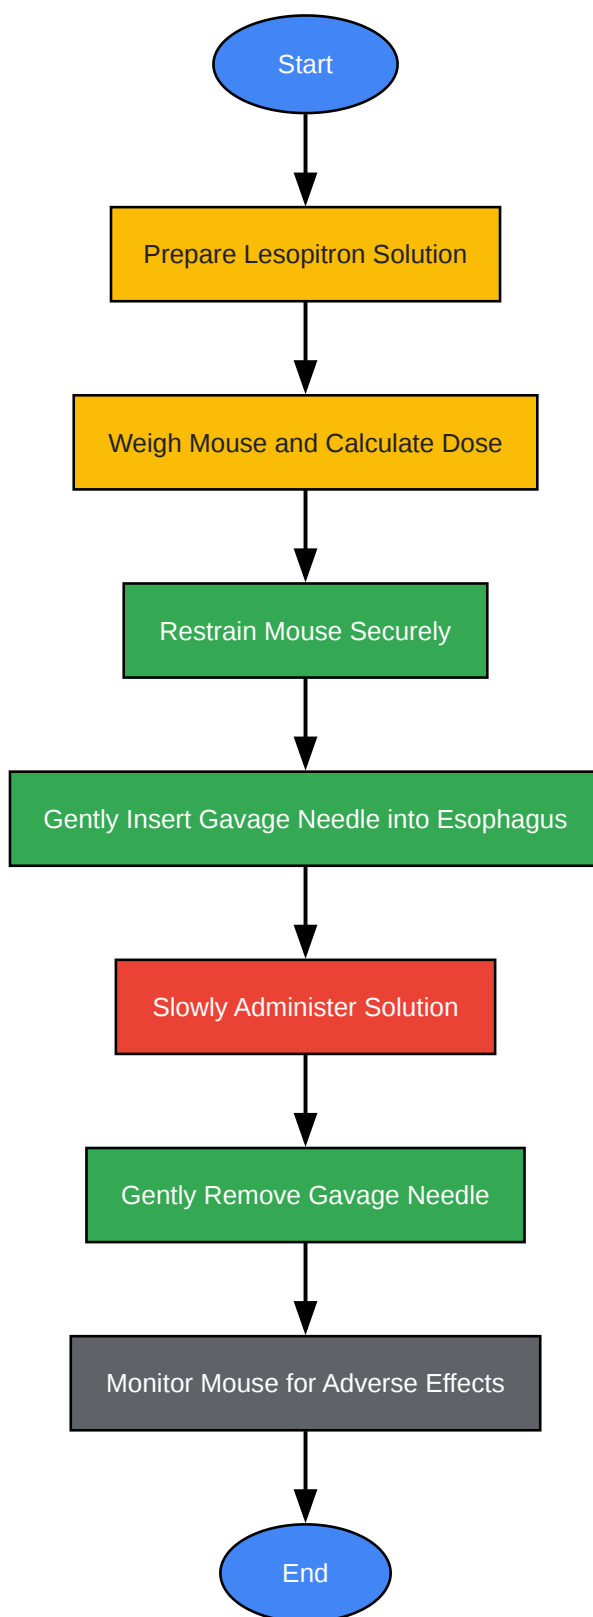 Start
Prepare Lesopitron Solution
Weigh Mouse and Calculate Dose
Restrain Mouse Securely
Gently Insert Gavage Needle into Esophagus
Slowly Administer Solution
Gently Remove Gavage Needle
Monitor Mouse for Adverse Effects
End